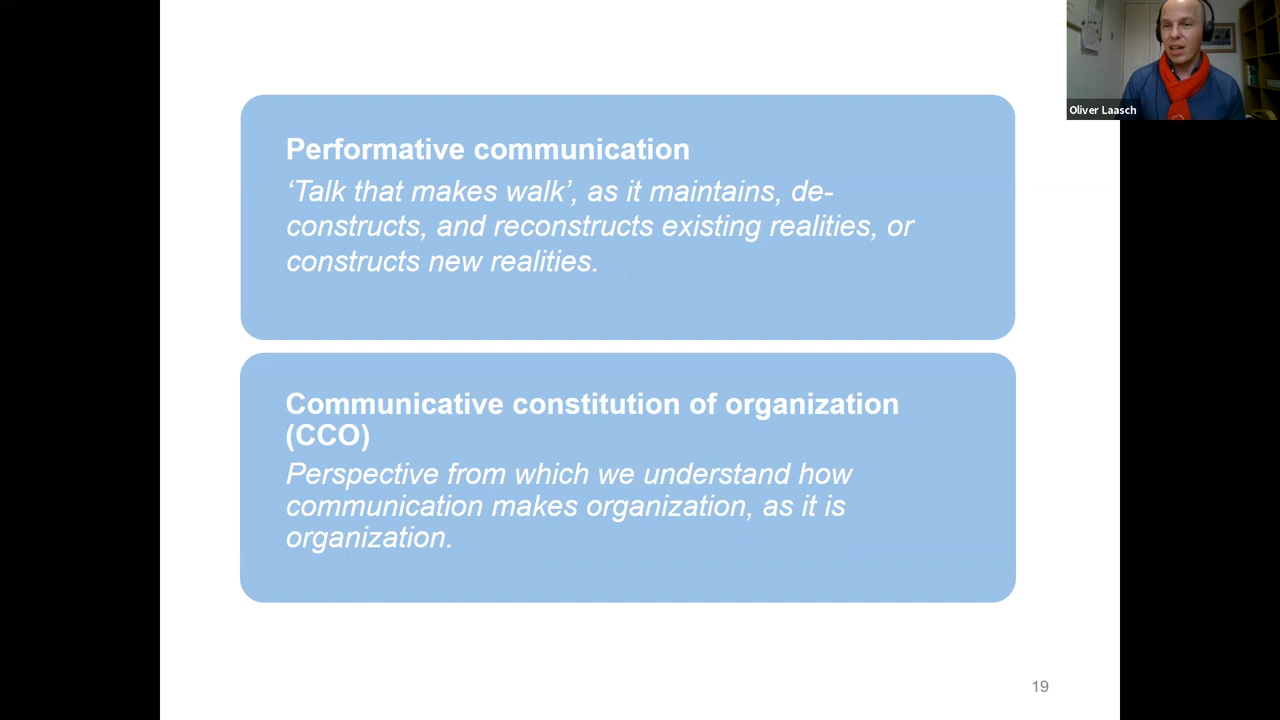 Oliver Laasch
Performative communication
‘Talk that makes walk’, as it maintains, de-
constructs, and reconstructs existing realities, or
constructs new realities.
Communicative constitution of organization
(CCO)
Perspective from which we understand how
communication makes organization, as it is
organization.
19